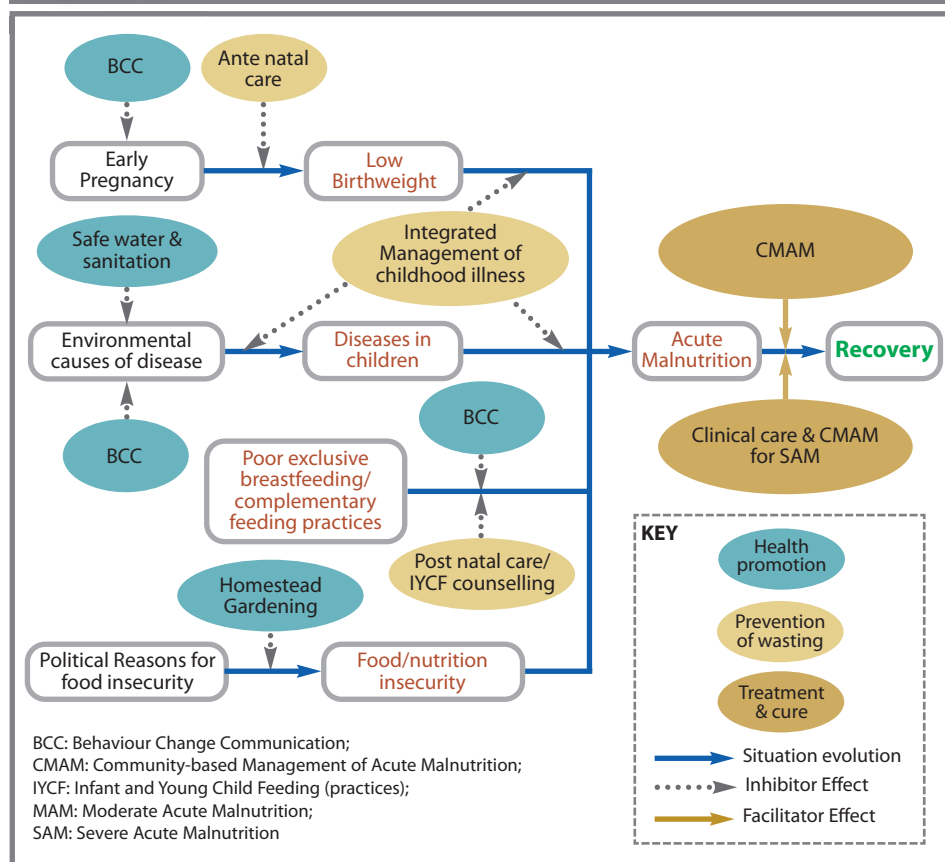 BCC
Ante natal
care
Early
Pregnancy
Low
Birthweight
Safe water &
sanitation
Integrated
Management of
childhood illness
CMAM
Environmental
causes of disease
Diseases in
children
Acute
Malnutrition
Recovery
BCC
BCC
Clinical care & CMAM
for SAM
Poor exclusive
breastfeeding/
complementary
feeding practices
Post natal care/
IYCF counselling
Homestead
Gardening
Political Reasons for
food insecurity
Food/nutrition
insecurity
KEY
Health
promotion
Prevention
of wasting
Treatment
& cure
Situation evolution
Inhibitor Effect
Facilitator Effect
BCC: Behaviour Change Communication;
CMAM: Community-based Management of Acute Malnutrition;
IYCF: Infant and Young Child Feeding (practices);
MAM: Moderate Acute Malnutrition;
SAM: Severe Acute Malnutrition